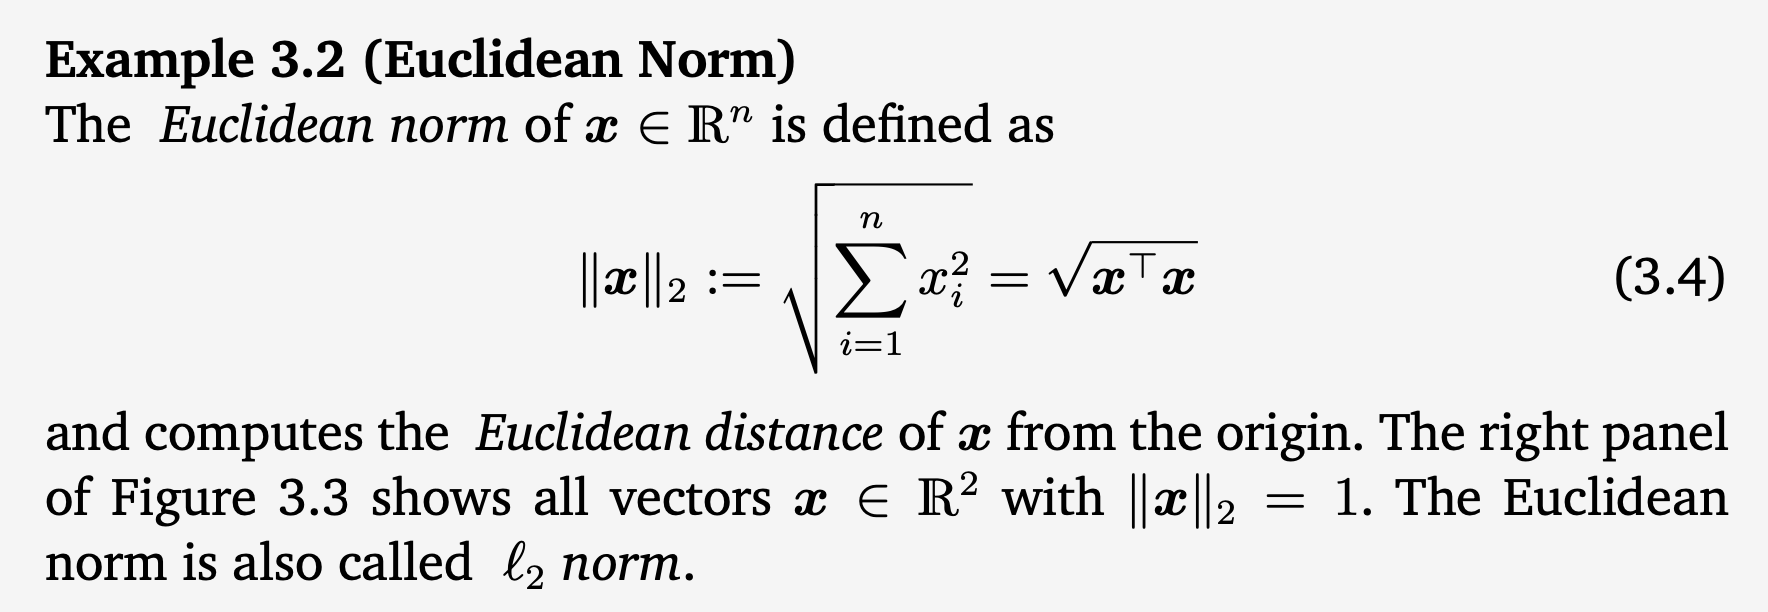 Example 3.2 (Euclidean Norm)
The Euclidean norm of 𝒙 ∈ ℝⁿ is defined as
‖𝒙‖₂ := √(∑ᵢ₌₁ⁿ xᵢ²) = √(𝒙⊤𝒙) (3.4)
and computes the Euclidean distance of 𝒙 from the origin. The right panel
of Figure 3.3 shows all vectors 𝒙 ∈ ℝ² with ‖𝒙‖₂ = 1. The Euclidean
norm is also called ℓ₂ norm.